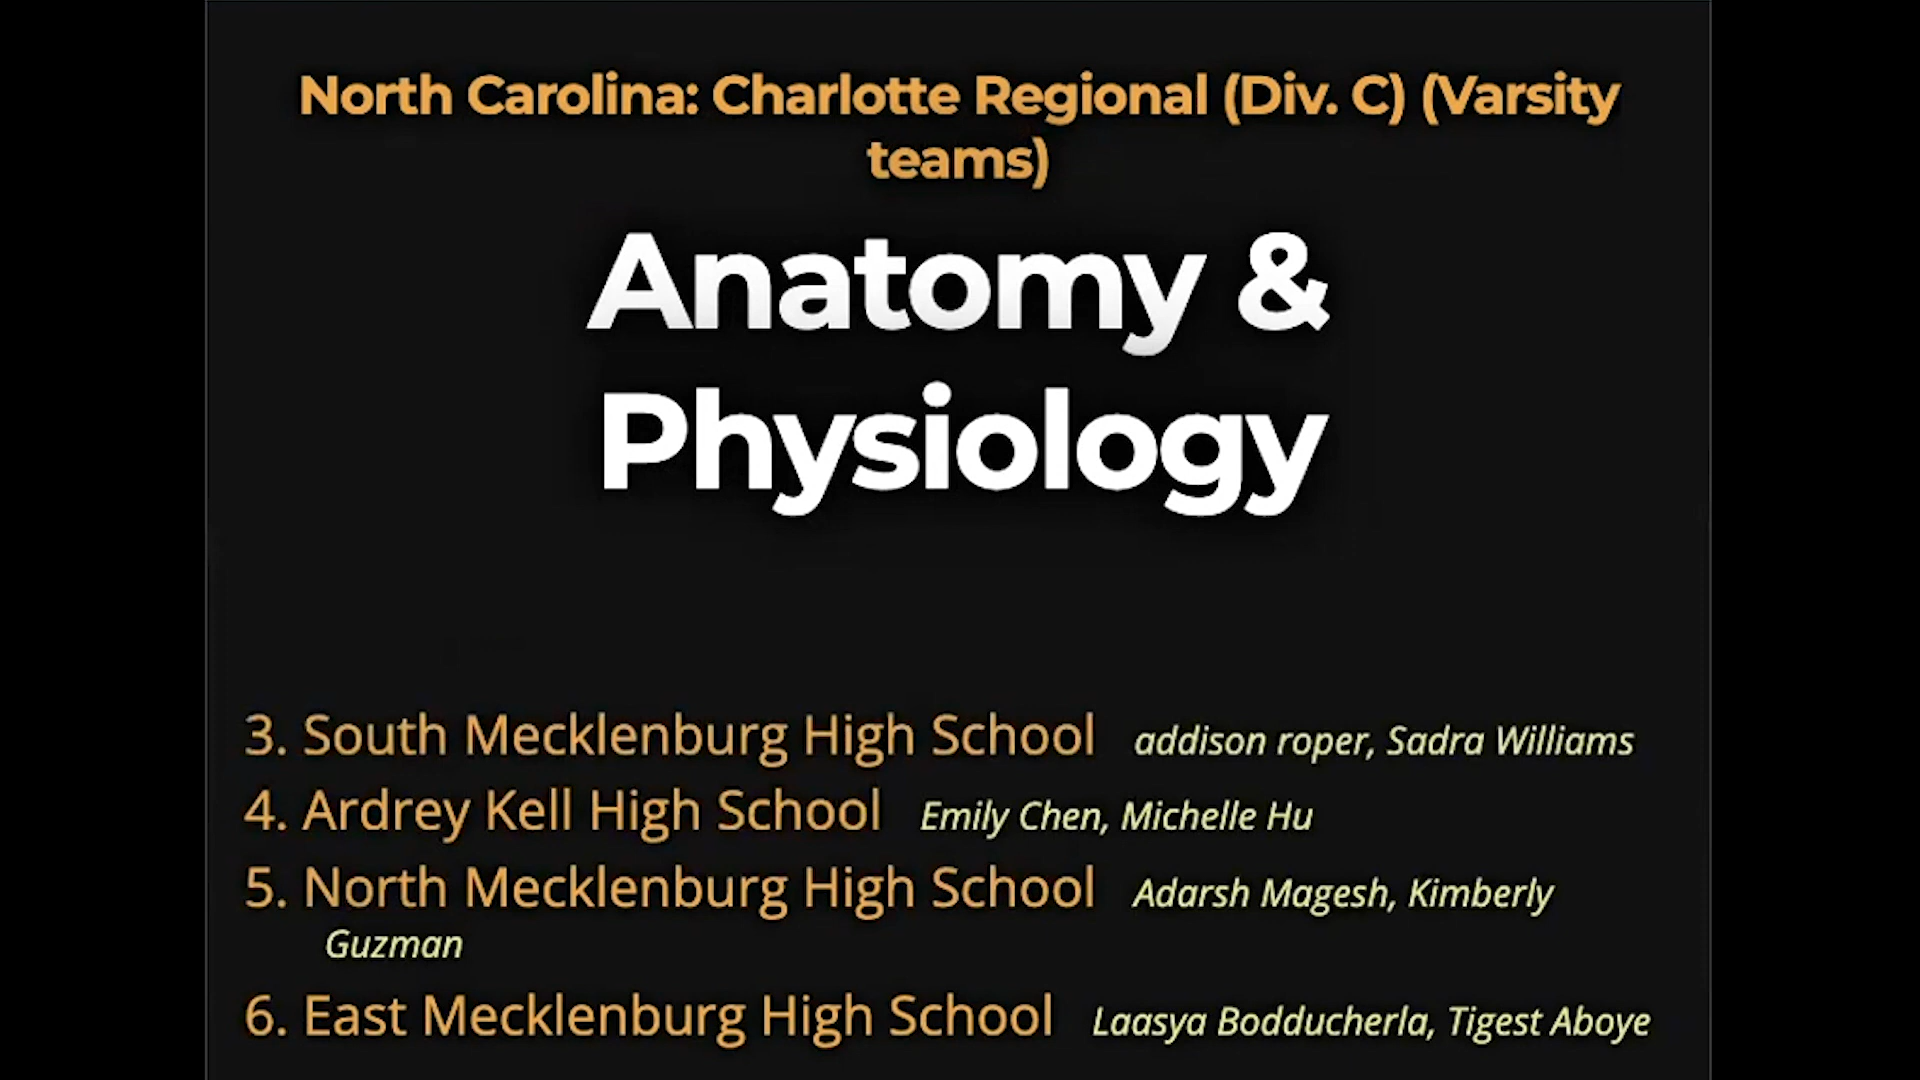 North Carolina: Charlotte Regional (Div. C) (Varsity
teams)
Anatomy &
Physiology
3. South Mecklenburg High School addison roper, Sadra Williams
4. Ardrey Kell High School Emily Chen, Michelle Hu
5. North Mecklenburg High School Adarsh Magesh, Kimberly
Guzman
6. East Mecklenburg High School Laasya Bodducherla, Tigest Aboye